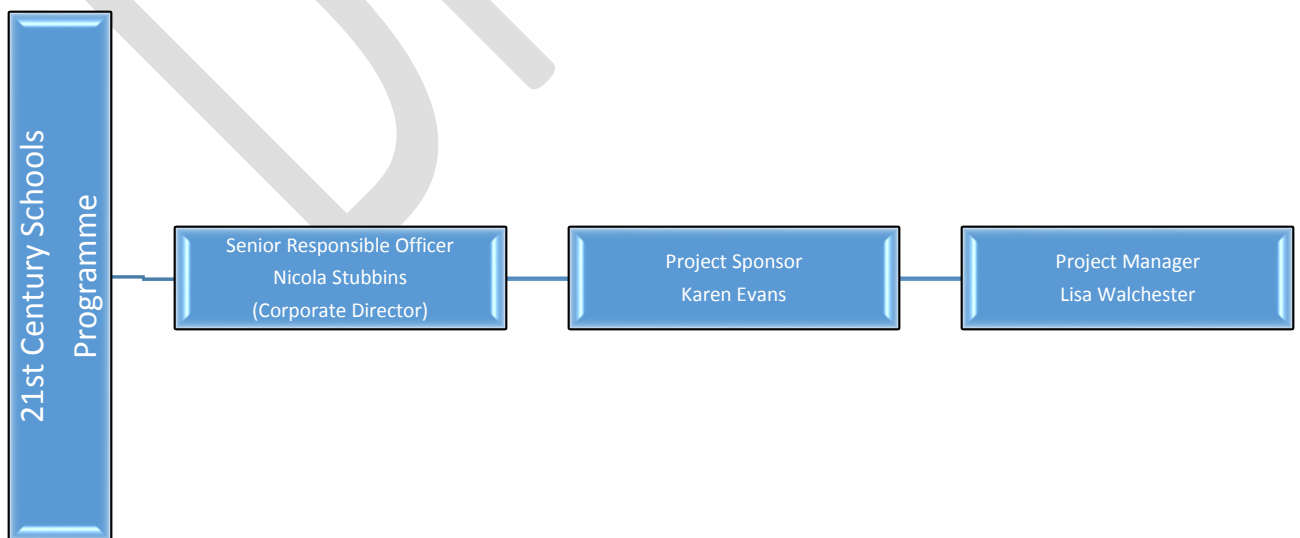 21st Century Schools
Programme
Senior Responsible Officer
Nicola Stubbins
(Corporate Director)
Project Sponsor
Karen Evans
Project Manager
Lisa Walchester